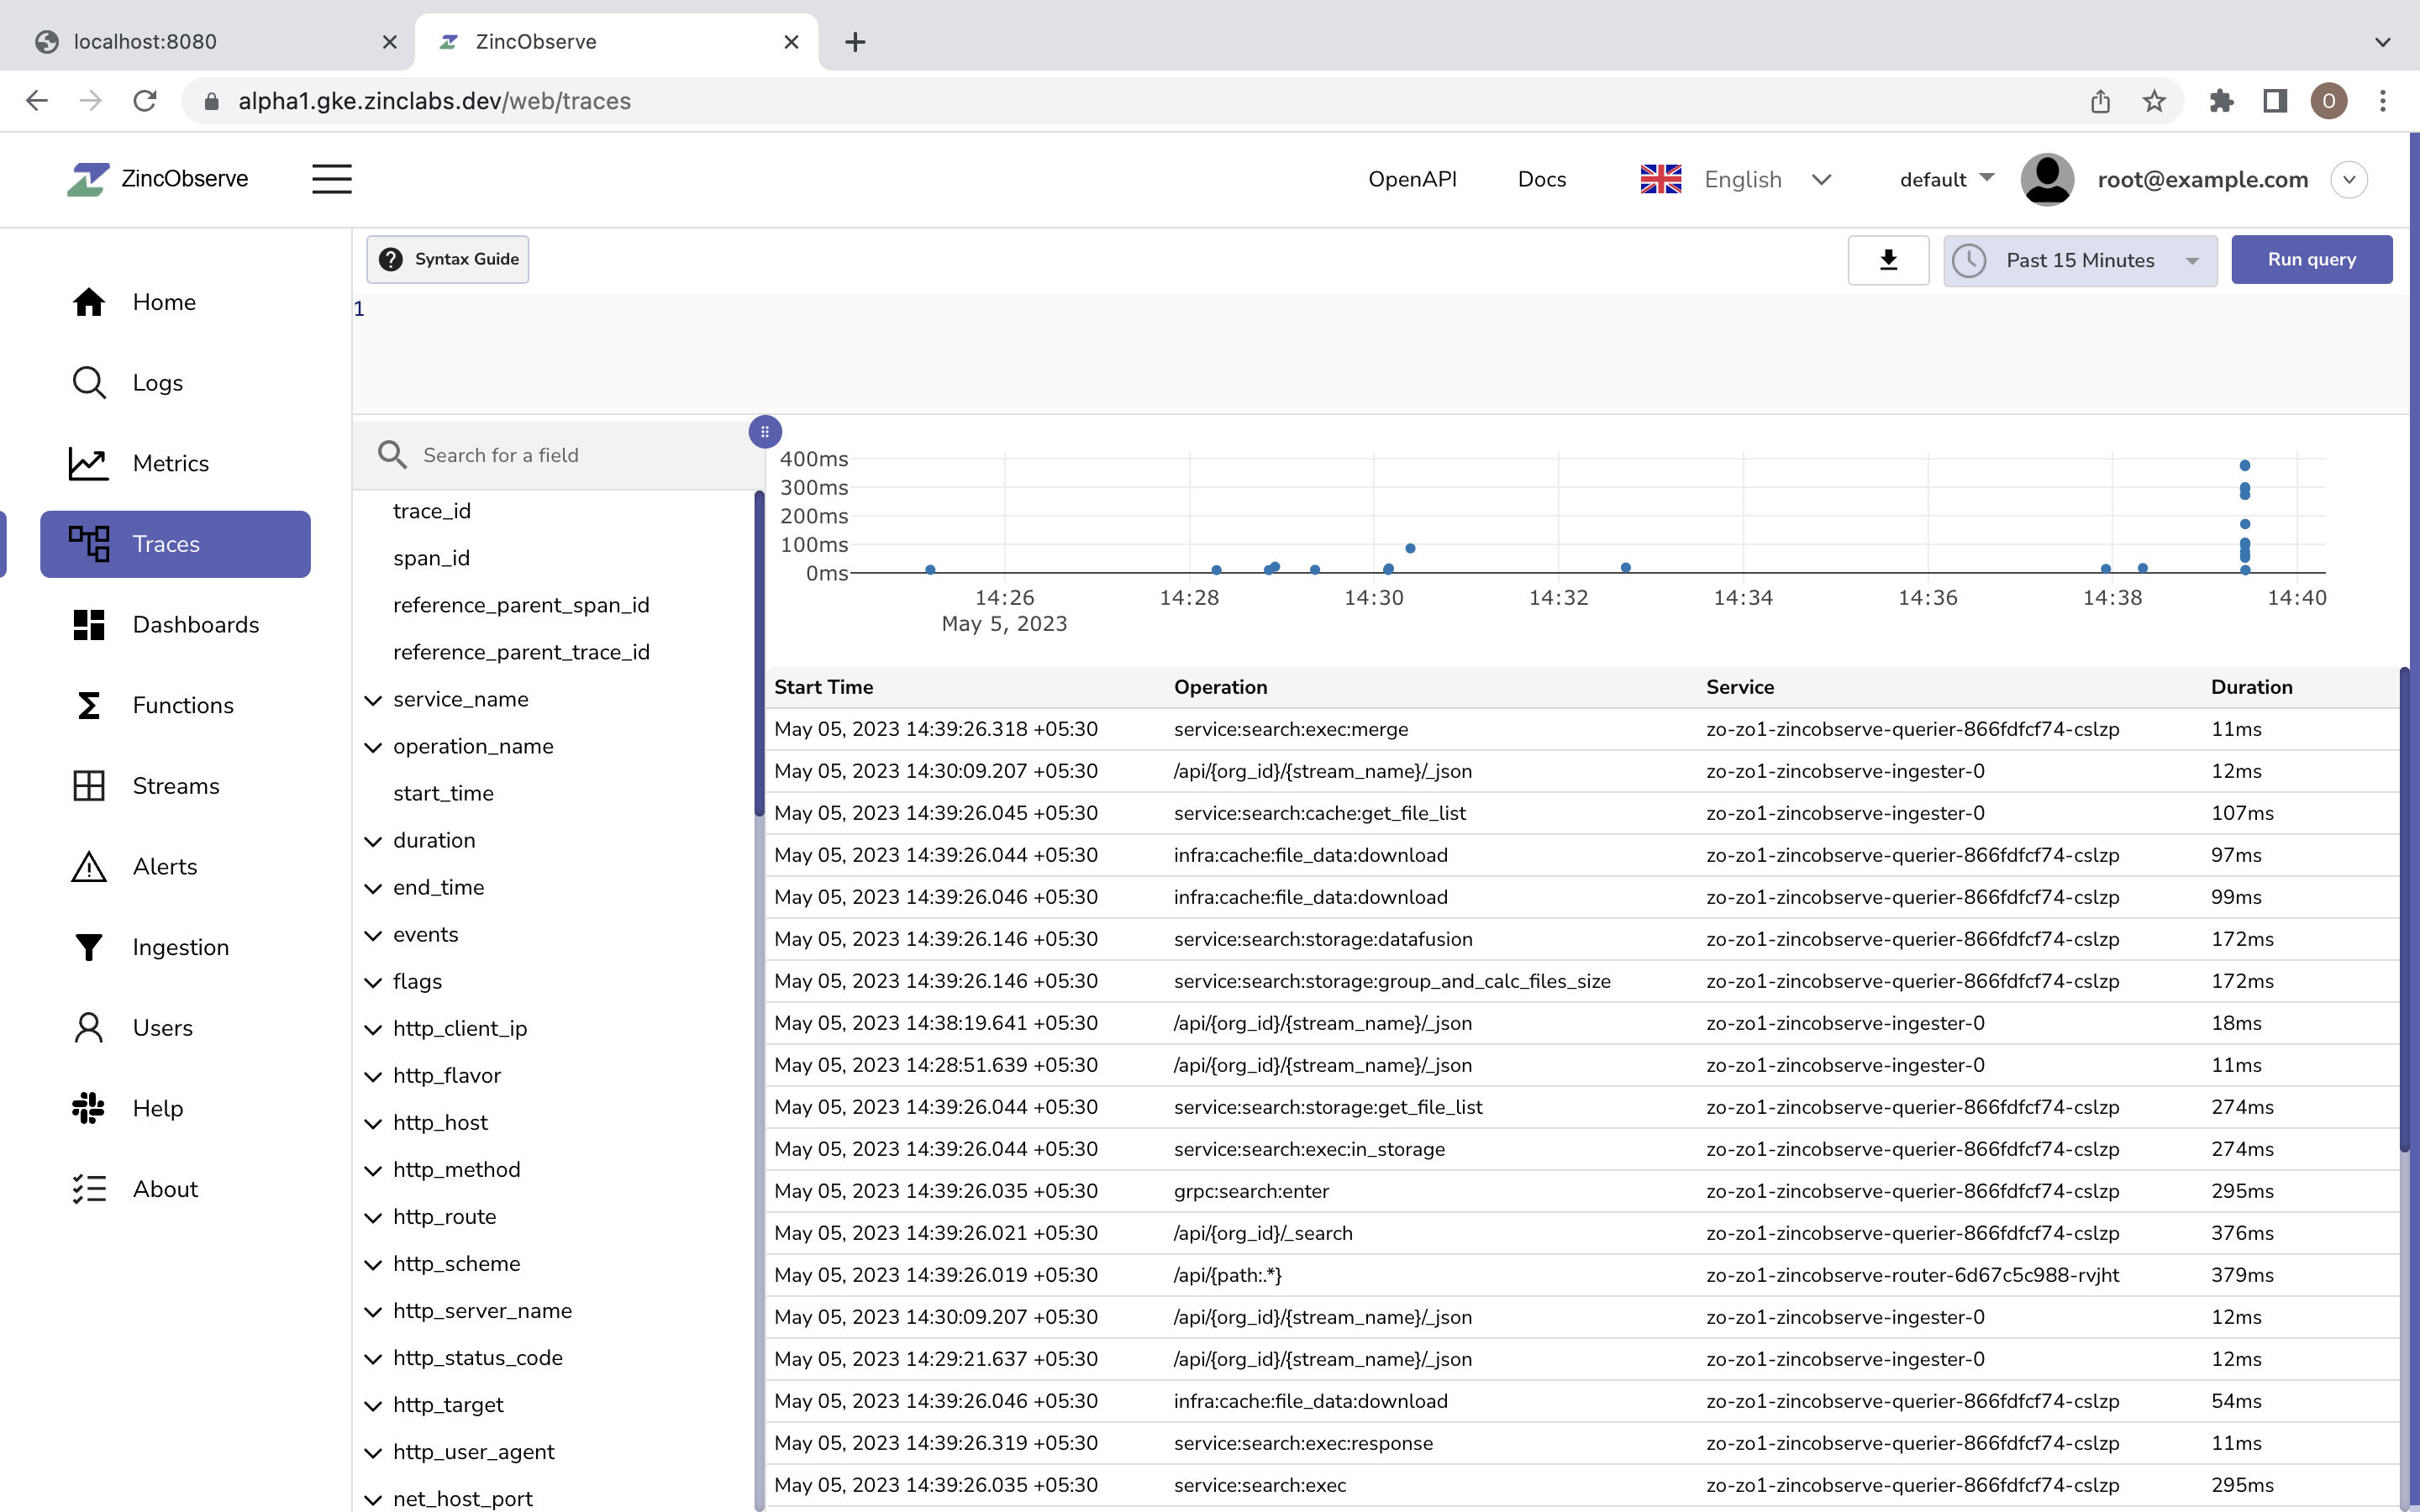 localhost:8080
ZincObserve
alpha1.gke.zinclabs.dev/web/traces
O
ZincObserve
OpenAPI
Docs
English
default
root@example.com
Home
Logs
Metrics
Traces
Dashboards
Functions
Streams
Alerts
Ingestion
Users
Help
About
Syntax Guide
Past 15 Minutes
Run query
1
Search for a field
trace_id
span_id
reference_parent_span_id
reference_parent_trace_id
service_name
operation_name
start_time
duration
end_time
events
flags
http_client_ip
http_flavor
http_host
http_method
http_route
http_scheme
http_server_name
http_status_code
http_target
http_user_agent
net_host_port
400ms
300ms
200ms
100ms
0ms
14:26 14:28 14:30 14:32 14:34 14:36 14:38 14:40
May 5, 2023
Start Time Operation Service Duration
May 05, 2023 14:39:26.318 +05:30 service:search:exec:merge zo-zo1-zincobserve-querier-866fdfcf74-cslzp 11ms
May 05, 2023 14:30:09.207 +05:30 /api/{org_id}/{stream_name}/_json zo-zo1-zincobserve-ingester-0 12ms
May 05, 2023 14:39:26.045 +05:30 service:search:cache:get_file_list zo-zo1-zincobserve-ingester-0 107ms
May 05, 2023 14:39:26.044 +05:30 infra:cache:file_data:download zo-zo1-zincobserve-querier-866fdfcf74-cslzp 97ms
May 05, 2023 14:39:26.046 +05:30 infra:cache:file_data:download zo-zo1-zincobserve-querier-866fdfcf74-cslzp 99ms
May 05, 2023 14:39:26.146 +05:30 service:search:storage:datafusion zo-zo1-zincobserve-querier-866fdfcf74-cslzp 172ms
May 05, 2023 14:39:26.146 +05:30 service:search:storage:group_and_calc_files_size zo-zo1-zincobserve-querier-866fdfcf74-cslzp 172ms
May 05, 2023 14:38:19.641 +05:30 /api/{org_id}/{stream_name}/_json zo-zo1-zincobserve-ingester-0 18ms
May 05, 2023 14:28:51.639 +05:30 /api/{org_id}/{stream_name}/_json zo-zo1-zincobserve-ingester-0 11ms
May 05, 2023 14:39:26.044 +05:30 service:search:storage:get_file_list zo-zo1-zincobserve-querier-866fdfcf74-cslzp 274ms
May 05, 2023 14:39:26.044 +05:30 service:search:exec:in_storage zo-zo1-zincobserve-querier-866fdfcf74-cslzp 274ms
May 05, 2023 14:39:26.035 +05:30 grpc:search:enter zo-zo1-zincobserve-querier-866fdfcf74-cslzp 295ms
May 05, 2023 14:39:26.021 +05:30 /api/{org_id}/_search zo-zo1-zincobserve-querier-866fdfcf74-cslzp 376ms
May 05, 2023 14:39:26.019 +05:30 /api/{path:.*} zo-zo1-zincobserve-router-6d67c5c988-rvjht 379ms
May 05, 2023 14:30:09.207 +05:30 /api/{org_id}/{stream_name}/_json zo-zo1-zincobserve-ingester-0 12ms
May 05, 2023 14:29:21.637 +05:30 /api/{org_id}/{stream_name}/_json zo-zo1-zincobserve-ingester-0 12ms
May 05, 2023 14:39:26.046 +05:30 infra:cache:file_data:download zo-zo1-zincobserve-querier-866fdfcf74-cslzp 54ms
May 05, 2023 14:39:26.319 +05:30 service:search:exec:response zo-zo1-zincobserve-querier-866fdfcf74-cslzp 11ms
May 05, 2023 14:39:26.035 +05:30 service:search:exec zo-zo1-zincobserve-querier-866fdfcf74-cslzp 295ms